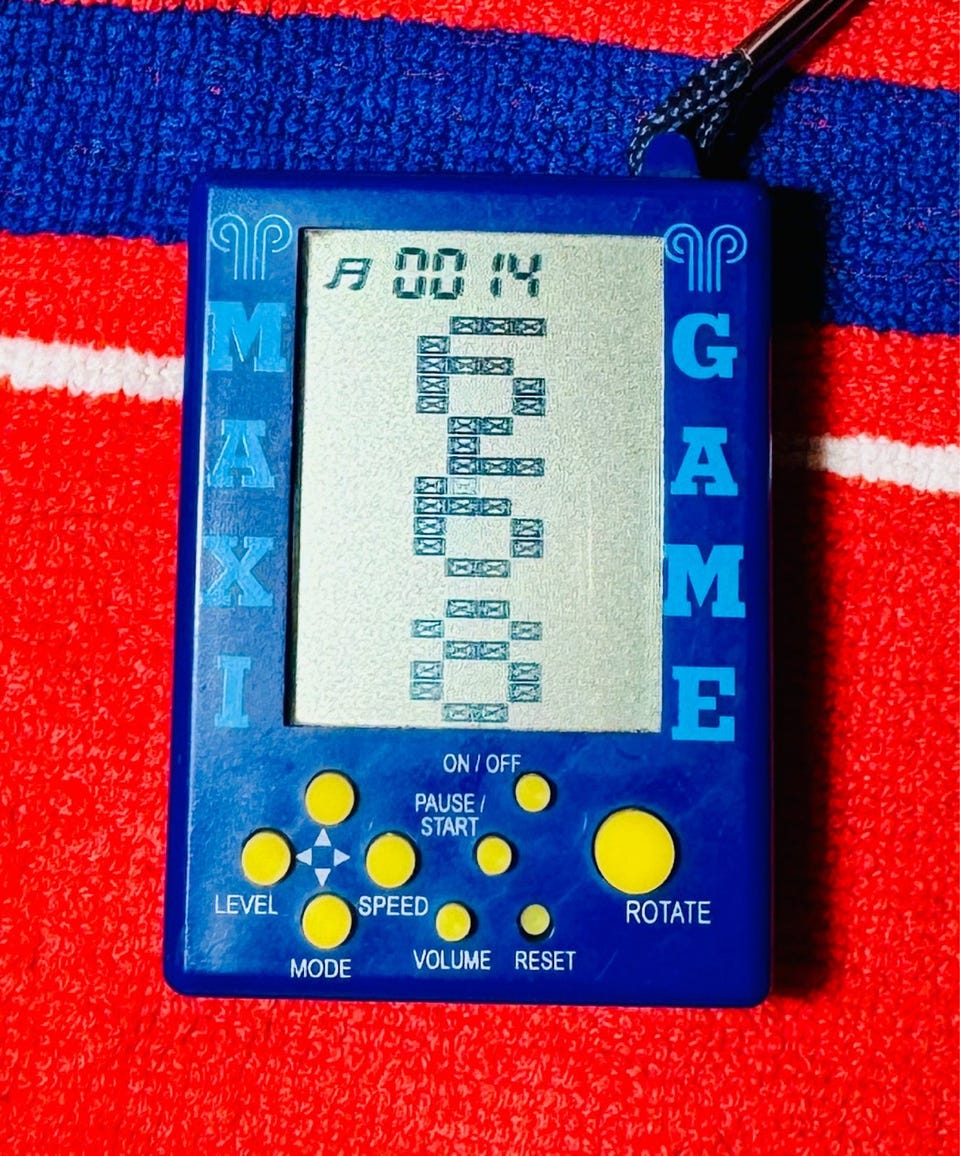 0014
MAXI
GAME
ON / OFF
PAUSE /
START
LEVEL
SPEED
ROTATE
MODE
VOLUME
RESET